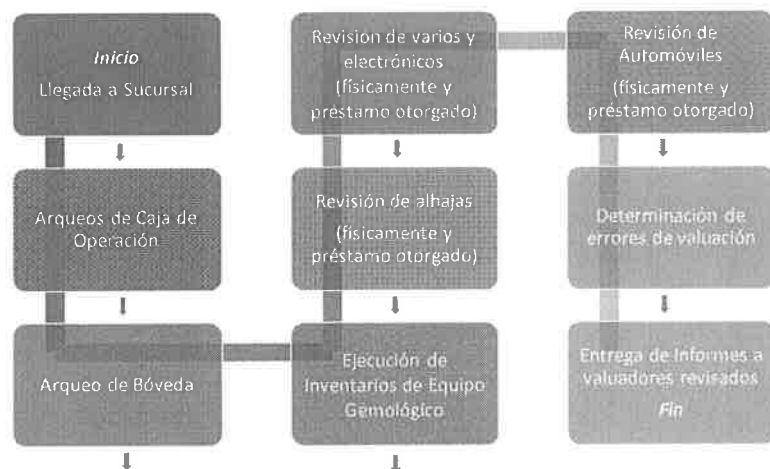 Inicio
Llegada a Sucursal
Arqueos de Caja de
Operación
Arqueo de Bóveda
Revision de varios y
electrónicos
(físicamente y
préstamo otorgado)
Revisión de alhajas
(físicamente y
préstamo otorgado)
Ejecución de
Inventarios de Equipo
Gemológico
Revisión de
Automóviles
(físicamente y
préstamo otorgado)
Determinación de
errores de valuación
Entrega de Informes a
valuadores revisados
Fin